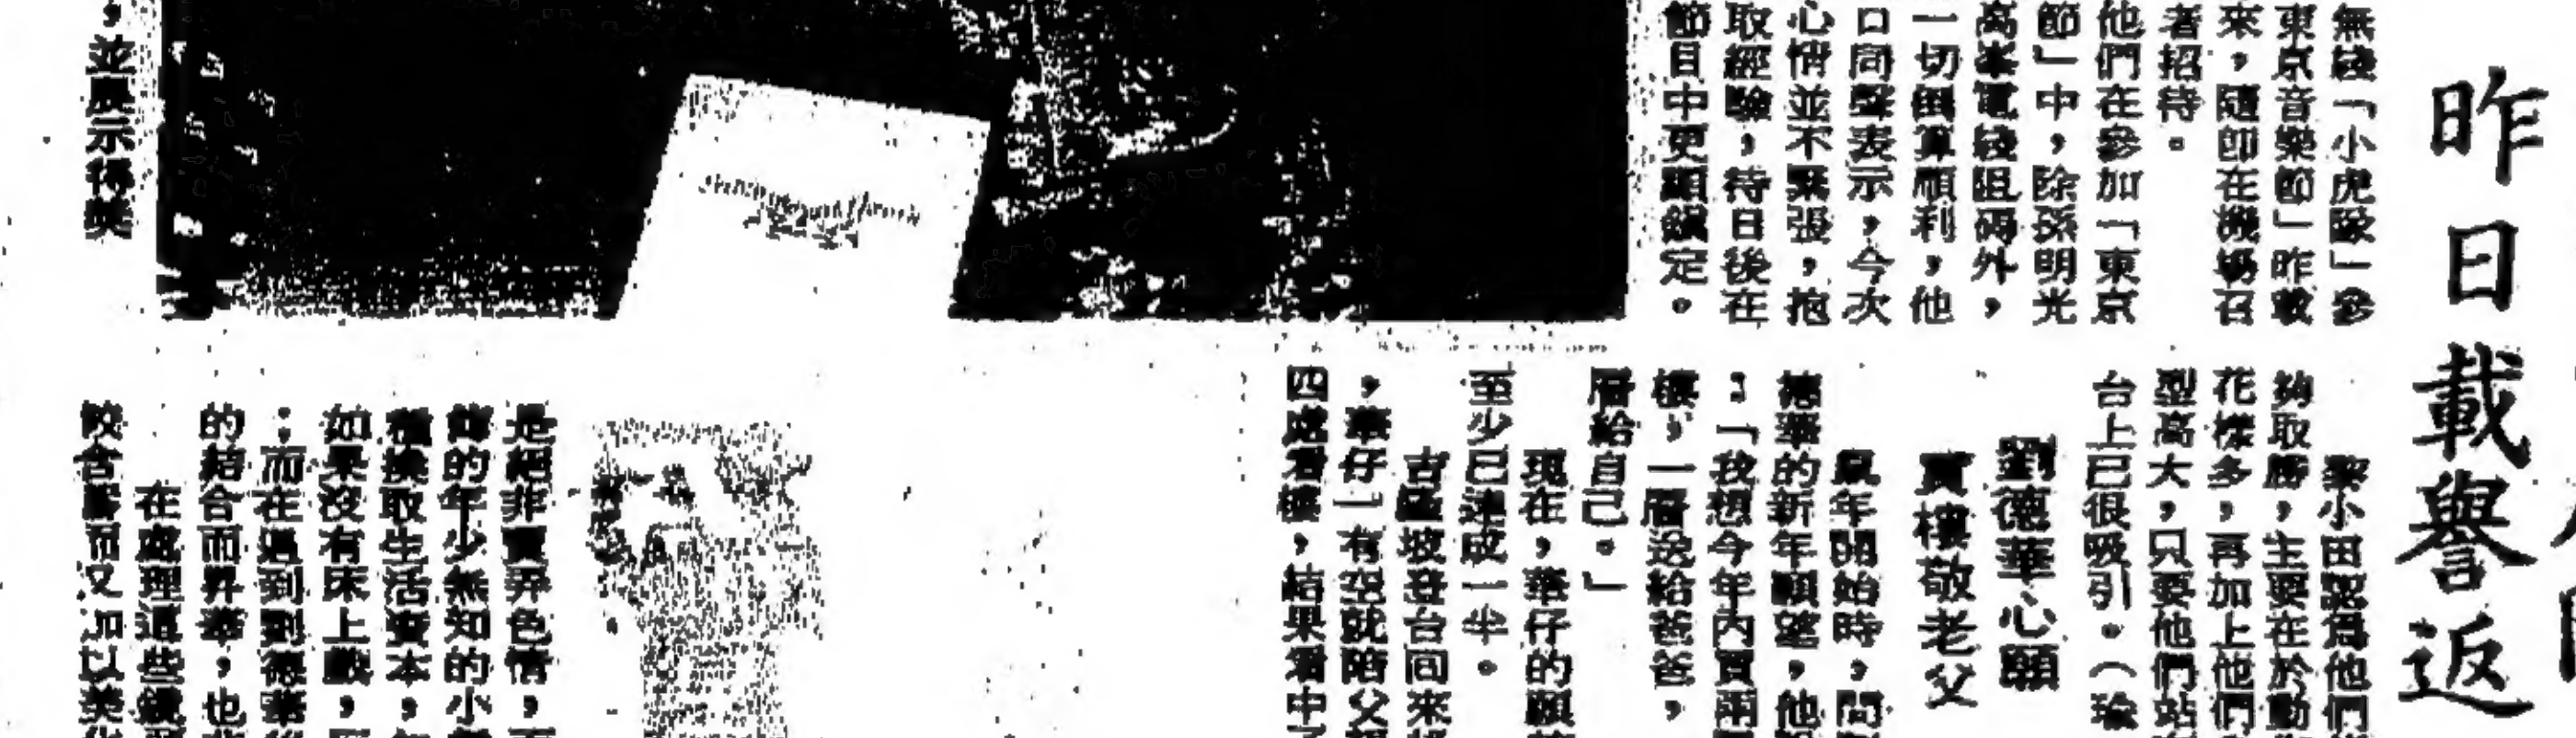 昨日載譽返
無綫「小虎隊」參
東京音樂節」昨載
來，隨即在機場召
者招待。
他們在參加「東京
節」中，除孫明光
高峯電綫阻碍外，
一切倒算順利，他
口同聲表示，今次
心情並不緊張，抱
取經驗，待日後在
節目中更顯鎮定。
，並展示得獎
黎小田認爲他們
夠取勝，主要在於動
花樣多，再加上他們
型高大，只要他們站
台上已很吸引。（瑜
劉德華心願
買樓敬老父
鼠年開始時，問
德華的新年願望，他
：「我想今年內買兩
樓，一層送給爸爸，
層給自己。」
現在，華仔的願
至少已達成一半。
古
坡登台回來
，華仔一有空就陪父
四處看樓，結果看中
是絕非賣弄色情，
的年少無知的小
種換取生活資本，
如果沒有床上戲，
；而在遇到劉德華
的結合而昇華，也
在處理這些鏡
較含蓄而又加以美化